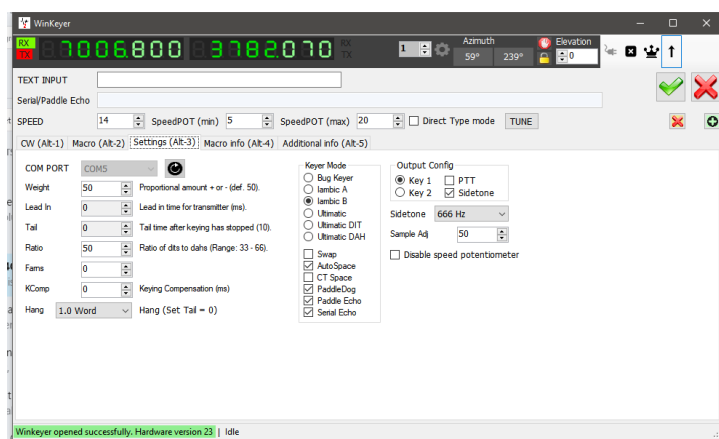 WinKeyer
RX TX 7006.800 3782.070 RX TX 1 Azimuth 59° 239° Elevation 0
TEXT INPUT
Serial/Paddle Echo
SPEED 14 SpeedPOT (min) 5 SpeedPOT (max) 20 Direct Type mode TUNE
CW (Alt-1) Macro (Alt-2) Settings (Alt-3) Macro info (Alt-4) Additional info (Alt-5)
COM PORT COM5
Weight 50 Proportional amount + or - (def. 50).
Lead In 0 Lead in time for transmitter (ms).
Tail 0 Tail time after keying has stopped (10).
Ratio 50 Ratio of dits to dahs (Range: 33 - 66).
Farns 0
KComp 0 Keying Compensation (ms)
Hang 1.0 Word Hang (Set Tail = 0)
Keyer Mode
Bug Keyer
Iambic A
Iambic B
Ultimatic
Ultimatic DIT
Ultimatic DAH
Swap
AutoSpace
CT Space
PaddleDog
Paddle Echo
Serial Echo
Output Config
Key 1 PTT
Key 2 Sidetone
Sidetone 666 Hz
Sample Adj 50
Disable speed potentiometer
Winkeyer opened successfully. Hardware version 23 | Idle